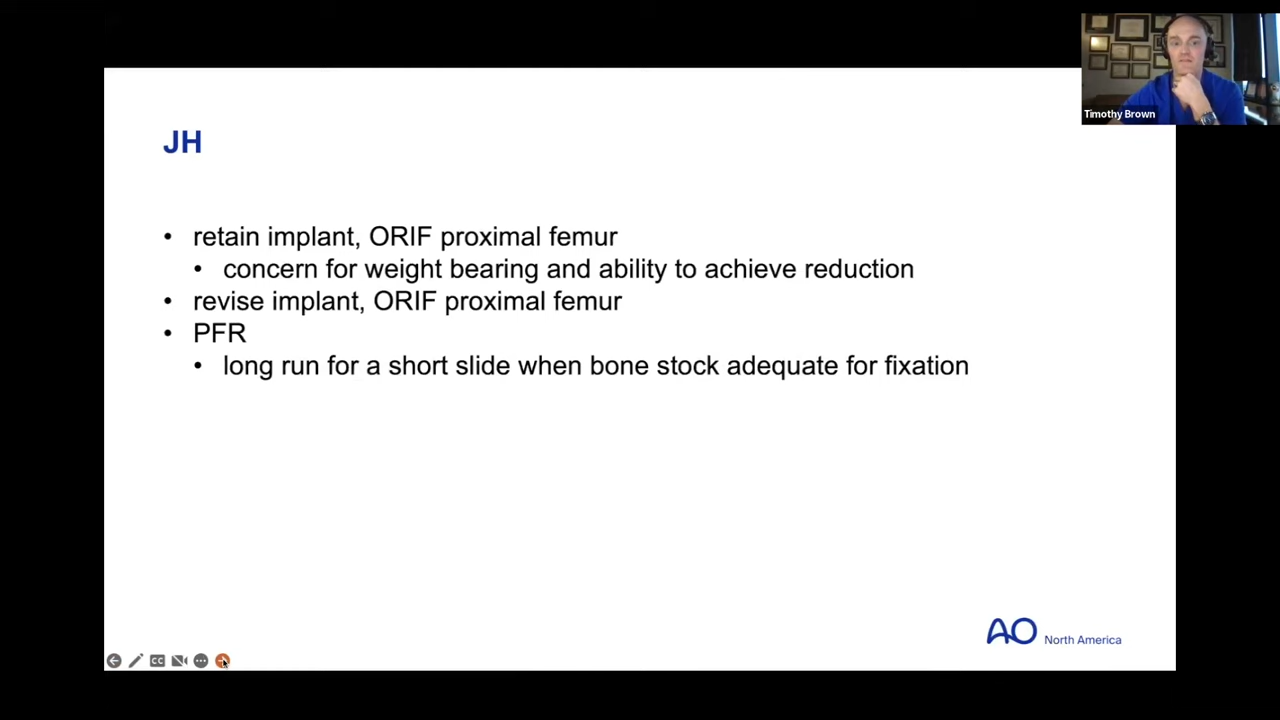 Timothy Brown
JH
• retain implant, ORIF proximal femur
• concern for weight bearing and ability to achieve reduction
• revise implant, ORIF proximal femur
• PFR
• long run for a short slide when bone stock adequate for fixation
AO North America
CC